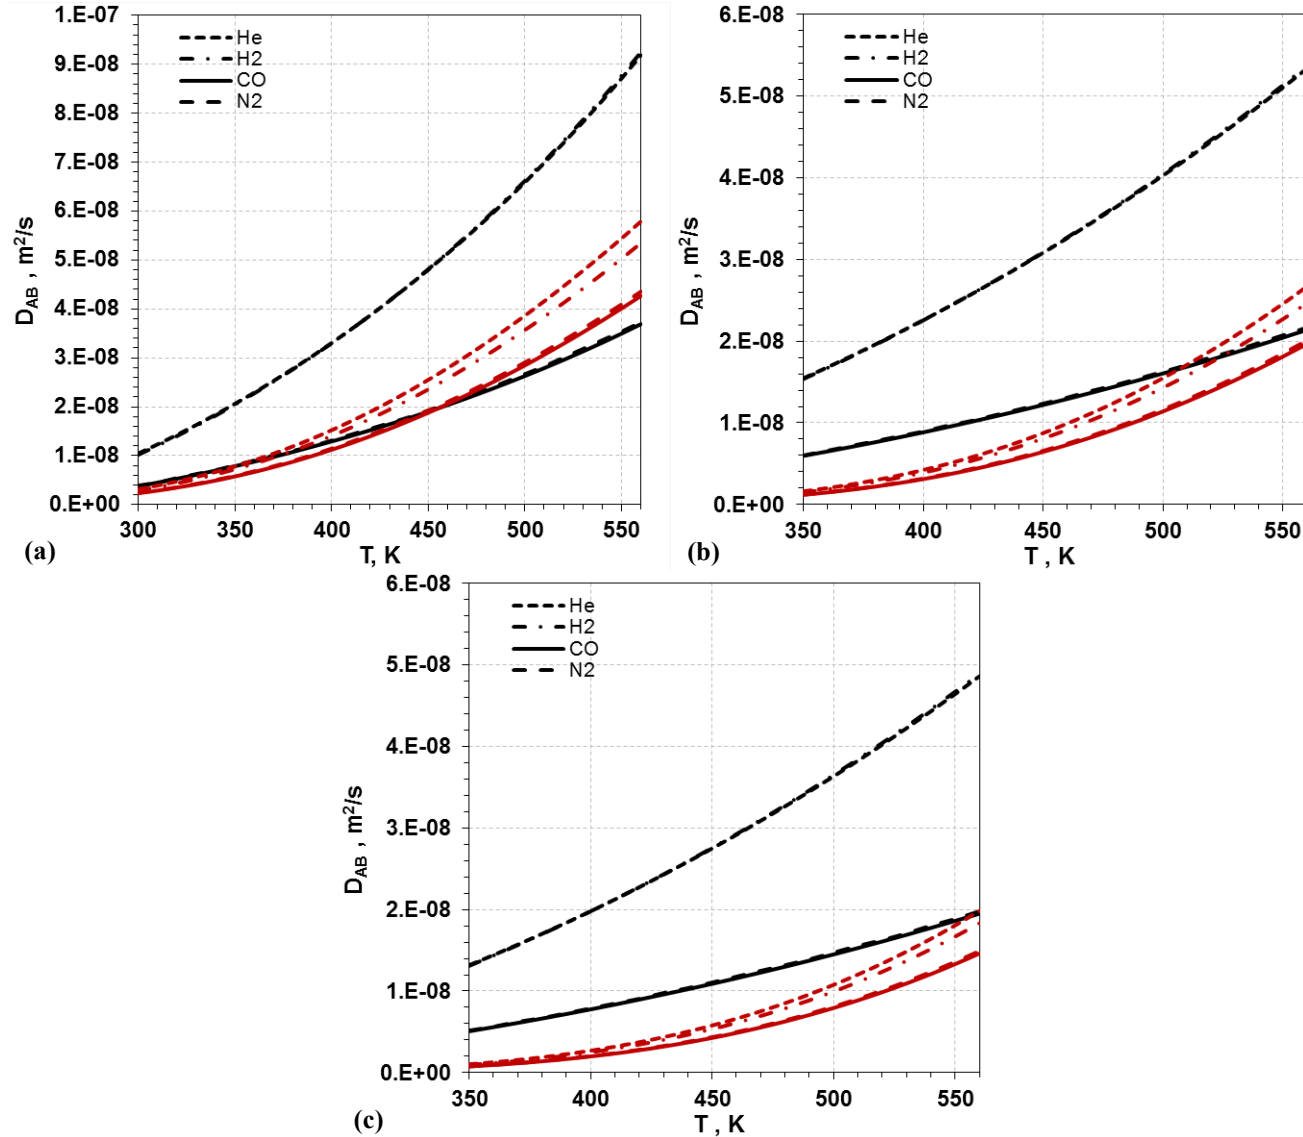 1.E-07
9.E-08
8.E-08
7.E-08
6.E-08
5.E-08
4.E-08
3.E-08
2.E-08
1.E-08
0.E+00
D_AB , m²/s
He
H2
CO
N2
300 350 400 450 500 550
T, K
(a)
6.E-08
5.E-08
4.E-08
3.E-08
2.E-08
1.E-08
0.E+00
D_AB , m²/s
He
H2
CO
N2
350 400 450 500 550
T , K
(b)
6.E-08
5.E-08
4.E-08
3.E-08
2.E-08
1.E-08
0.E+00
D_AB , m²/s
He
H2
CO
N2
350 400 450 500 550
T , K
(c)